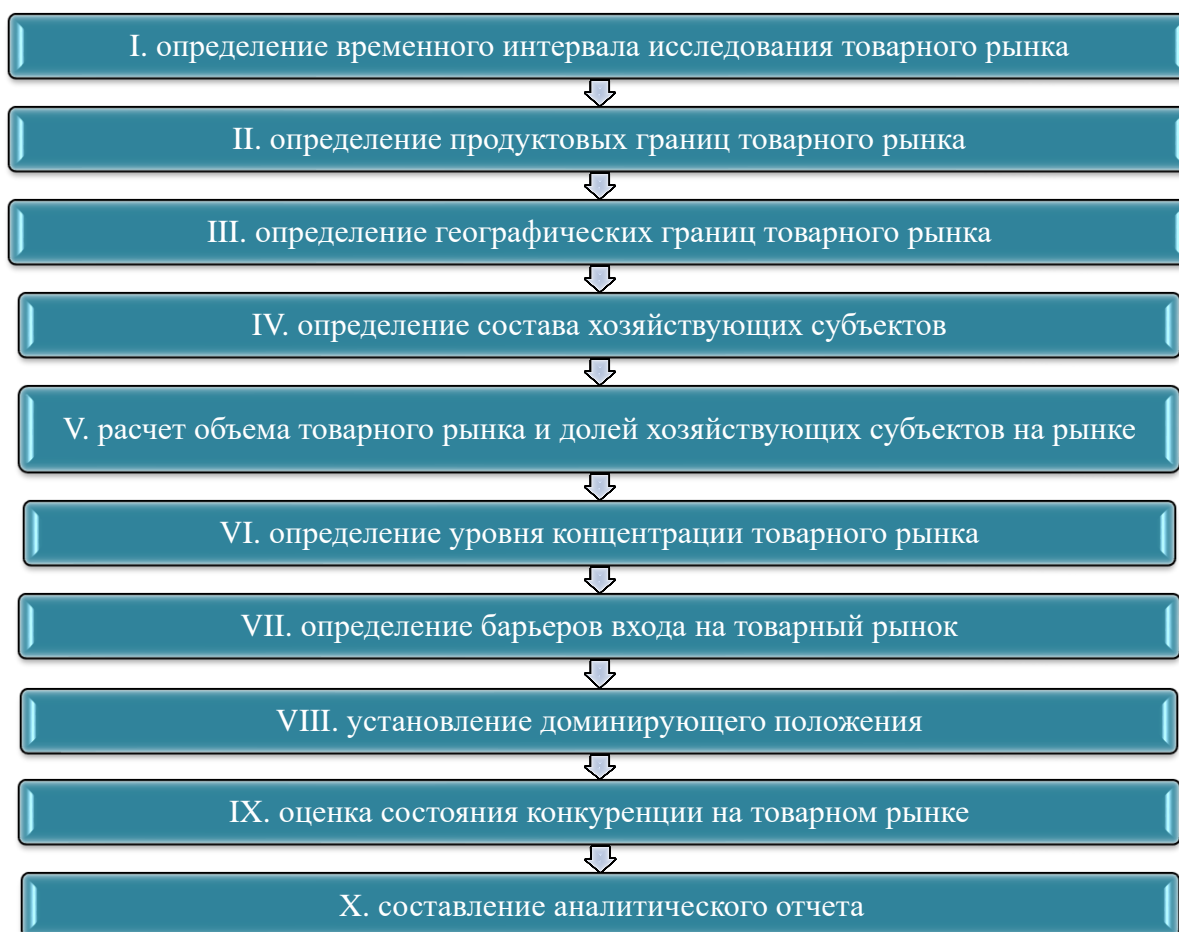 I. определение временного интервала исследования товарного рынка
II. определение продуктовых границ товарного рынка
III. определение географических границ товарного рынка
IV. определение состава хозяйствующих субъектов
V. расчет объема товарного рынка и долей хозяйствующих субъектов на рынке
VI. определение уровня концентрации товарного рынка
VII. определение барьеров входа на товарный рынок
VIII. установление доминирующего положения
IX. оценка состояния конкуренции на товарном рынке
X. составление аналитического отчета